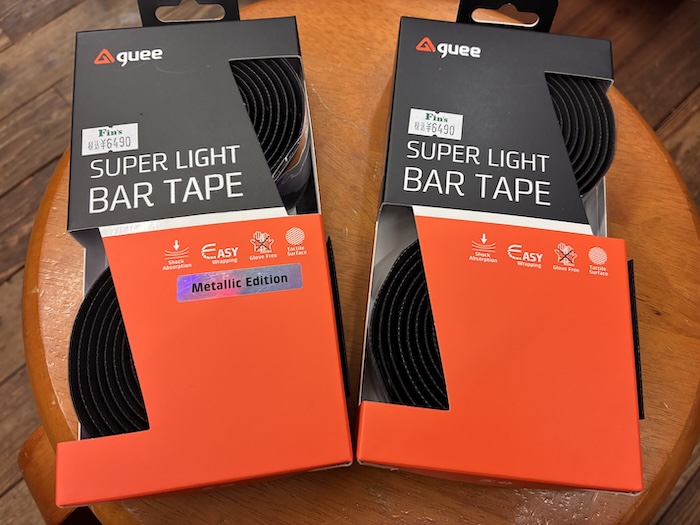 guee
Fin's
税込¥6490
SUPER LIGHT
BAR TAPE
Shock
Absorption
EASY
Wrapping
Glove Free
Tactile
Surface
Metallic Edition
guee
Fin's
税込¥6490
SUPER LIGHT
BAR TAPE
Shock
Absorption
EASY
Wrapping
Glove Free
Tactile
Surface